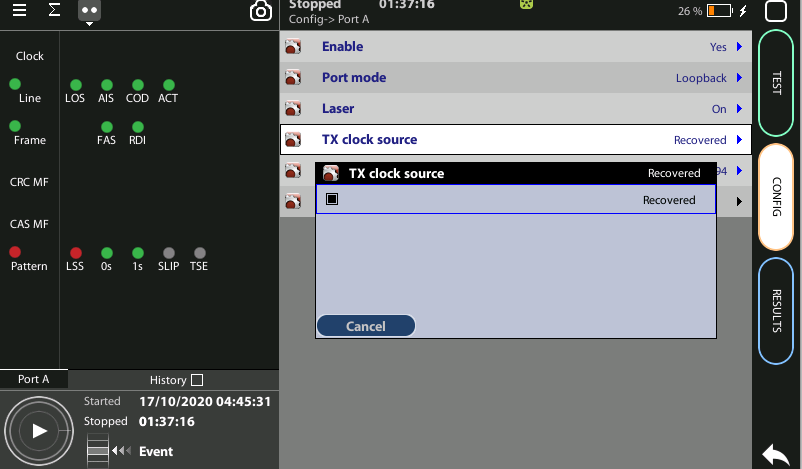 Stopped 01:37:16
Config-> Port A
26 %
Clock
Line LOS AIS COD ACT
Frame FAS RDI
CRC MF
CAS MF
Pattern LSS 0s 1s SLIP TSE
Port A History
Started 17/10/2020 04:45:31
Stopped 01:37:16
Event
Enable Yes
Port mode Loopback
Laser On
TX clock source Recovered
94
TX clock source Recovered
Recovered
Cancel
TEST
CONFIG
RESULTS